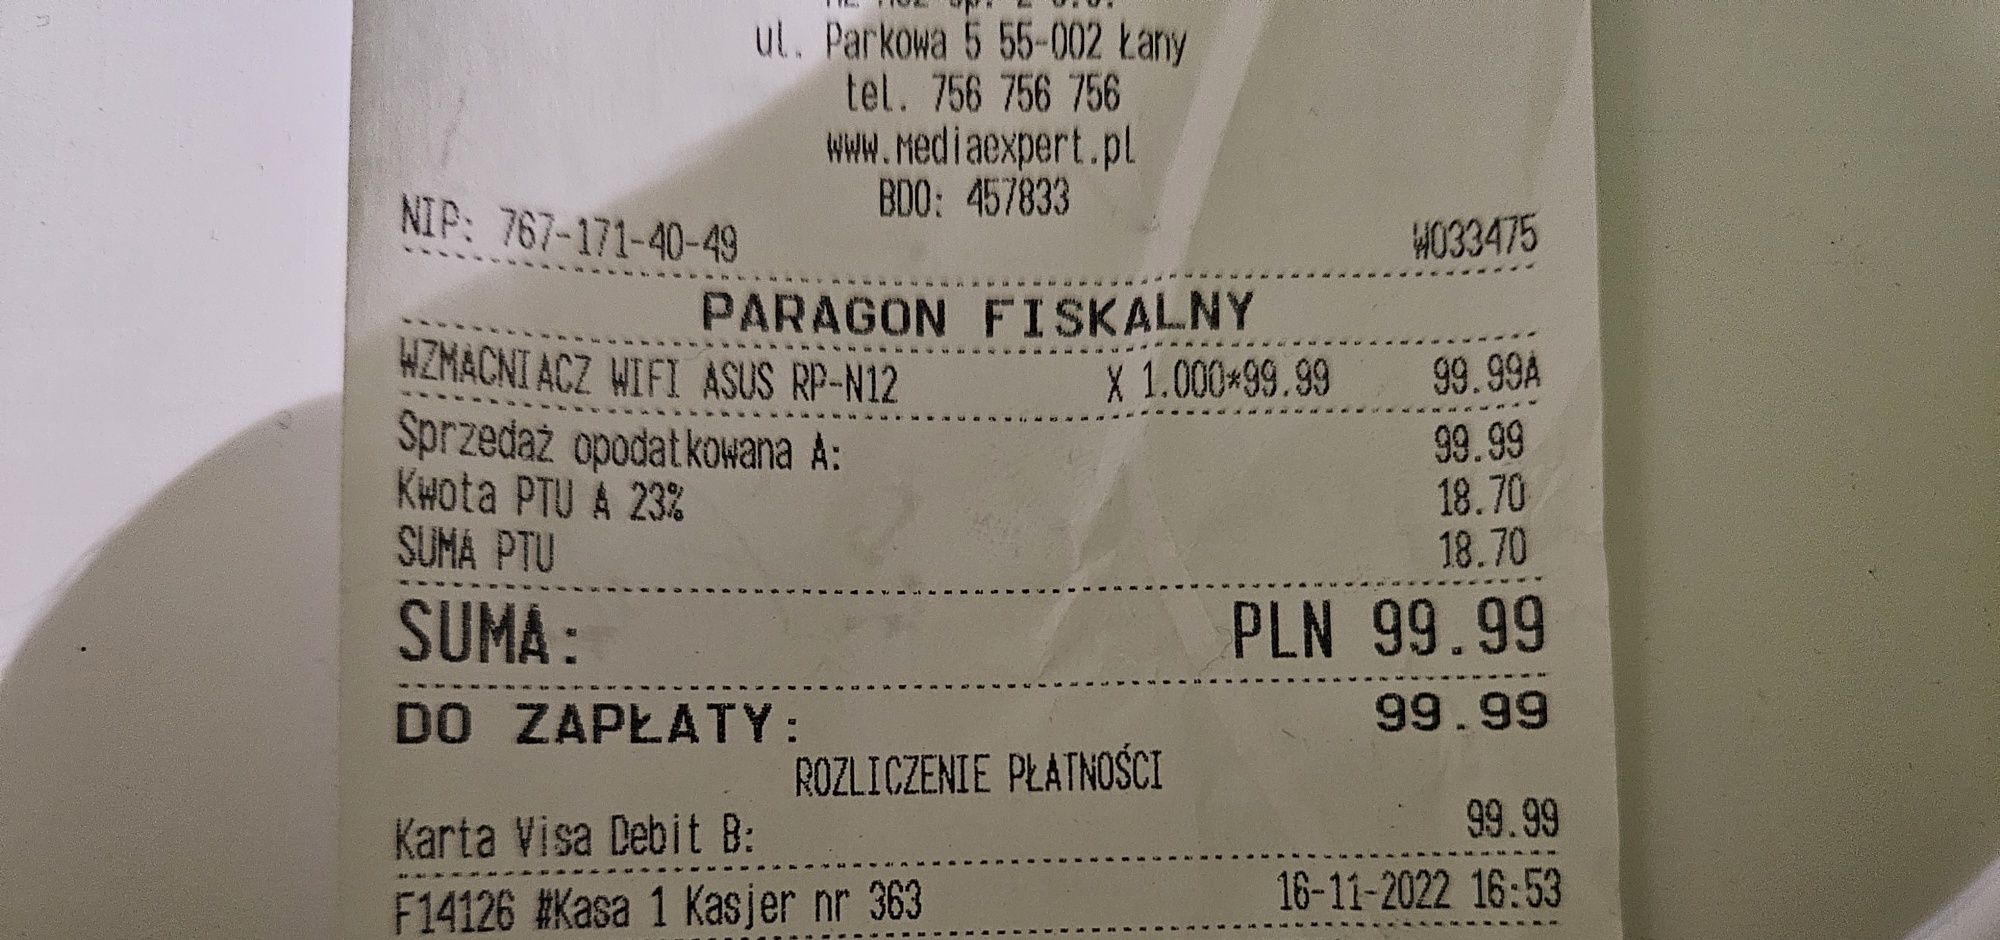 ul. Parkowa 5 55-002 Łany
tel. 756 756 756
www.mediaexpert.pl
BDO: 457833
NIP: 767-171-40-49 W033475
PARAGON FISKALNY
WZMACNIACZ WIFI ASUS RP-N12 X 1.000*99.99 99.99A
Sprzedaż opodatkowana A: 99.99
Kwota PTU A 23% 18.70
SUMA PTU 18.70
SUMA: PLN 99.99
DO ZAPŁATY: 99.99
ROZLICZENIE PŁATNOŚCI
Karta Visa Debit B: 99.99
F14126 #Kasa 1 Kasjer nr 363 16-11-2022 16:53